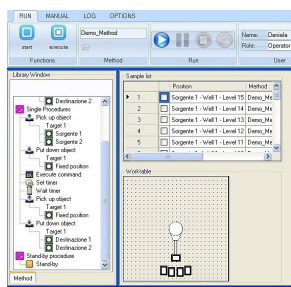 RUN MANUAL LOG OPTIONS
Demo_Method
start execute
Name: Daniela
Role: Operator
Functions Method Run User
Library Window
Destinazione 2
Single Procedures
Pick up object
Target 1
Sorgente 1
Sorgente 2
Put down object
Target 1
Fixed position
Execute command
Set timer
Wait timer
Pick up object
Target 1
Fixed position
Put down object
Target 1
Destinazione 1
Destinazione 2
Stand-by procedure
Stand-by
Method
Sample list
Position Method
1 Sorgente 1 - Well 1 - Level 15 Demo_Me
2 Sorgente 1 - Well 1 - Level 14 Demo_Me
3 Sorgente 1 - Well 1 - Level 13 Demo_Me
4 Sorgente 1 - Well 1 - Level 12 Demo_Me
5 Sorgente 1 - Well 1 - Level 11 Demo_Me
Worktable